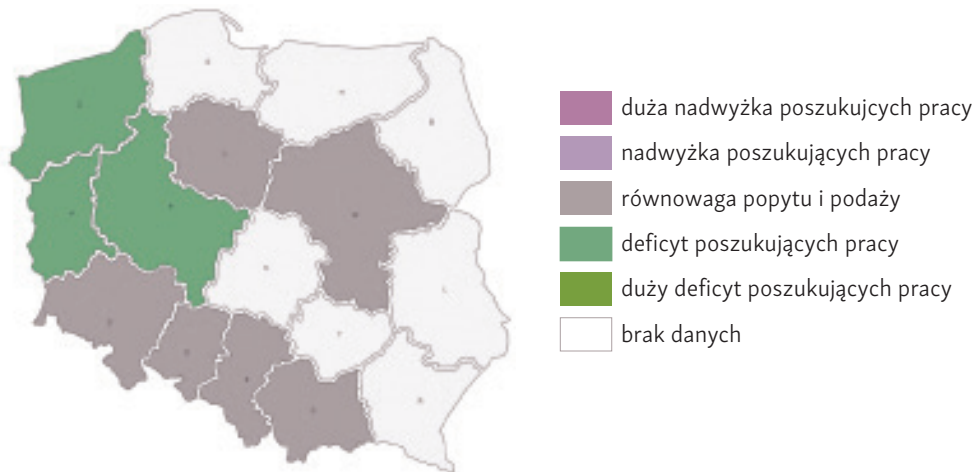 duża nadwyżka poszukujcych pracy
nadwyżka poszukujących pracy
równowaga popytu i podaży
deficyt poszukujących pracy
duży deficyt poszukujących pracy
brak danych